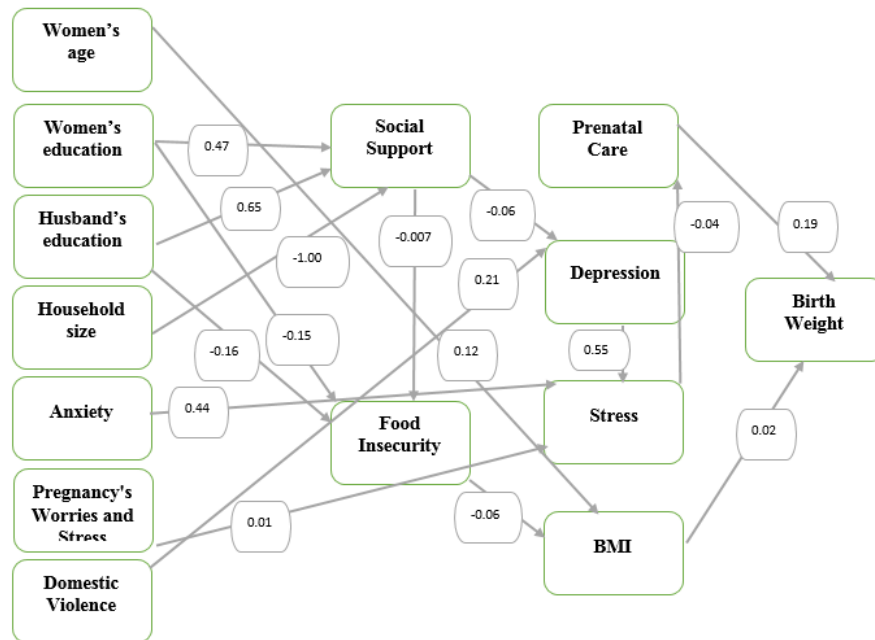 Women's
age
Women's
education
Husband's
education
Household
size
Anxiety
Pregnancy's
Worries and
Stress
Domestic
Violence
0.47
0.65
-1.00
-0.16
-0.15
0.44
0.01
Social
Support
-0.007
Food
Insecurity
-0.06
0.21
0.12
-0.06
Prenatal
Care
Depression
0.55
Stress
BMI
-0.04
0.19
0.02
Birth
Weight